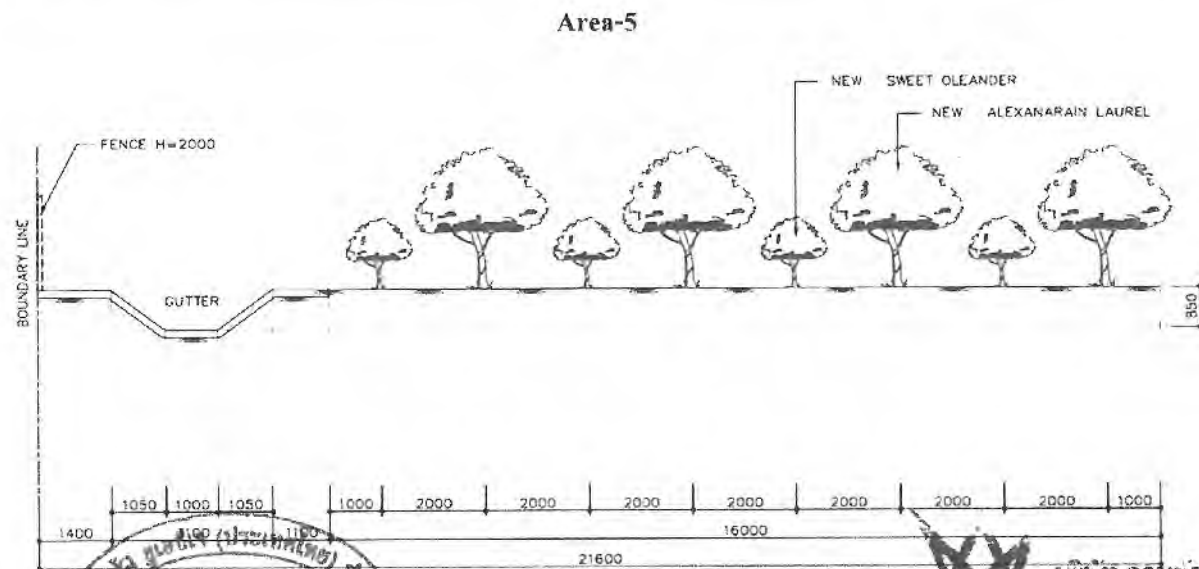 Area-5
NEW SWEET OLEANDER
NEW ALEXANARAIN LAUREL
FENCE H=2000
BOUNDARY LINE
GUTTER
850
1050 1000 1050 1000 2000 2000 2000 2000 2000 2000 2000 1000
1400 1100 16000
21600